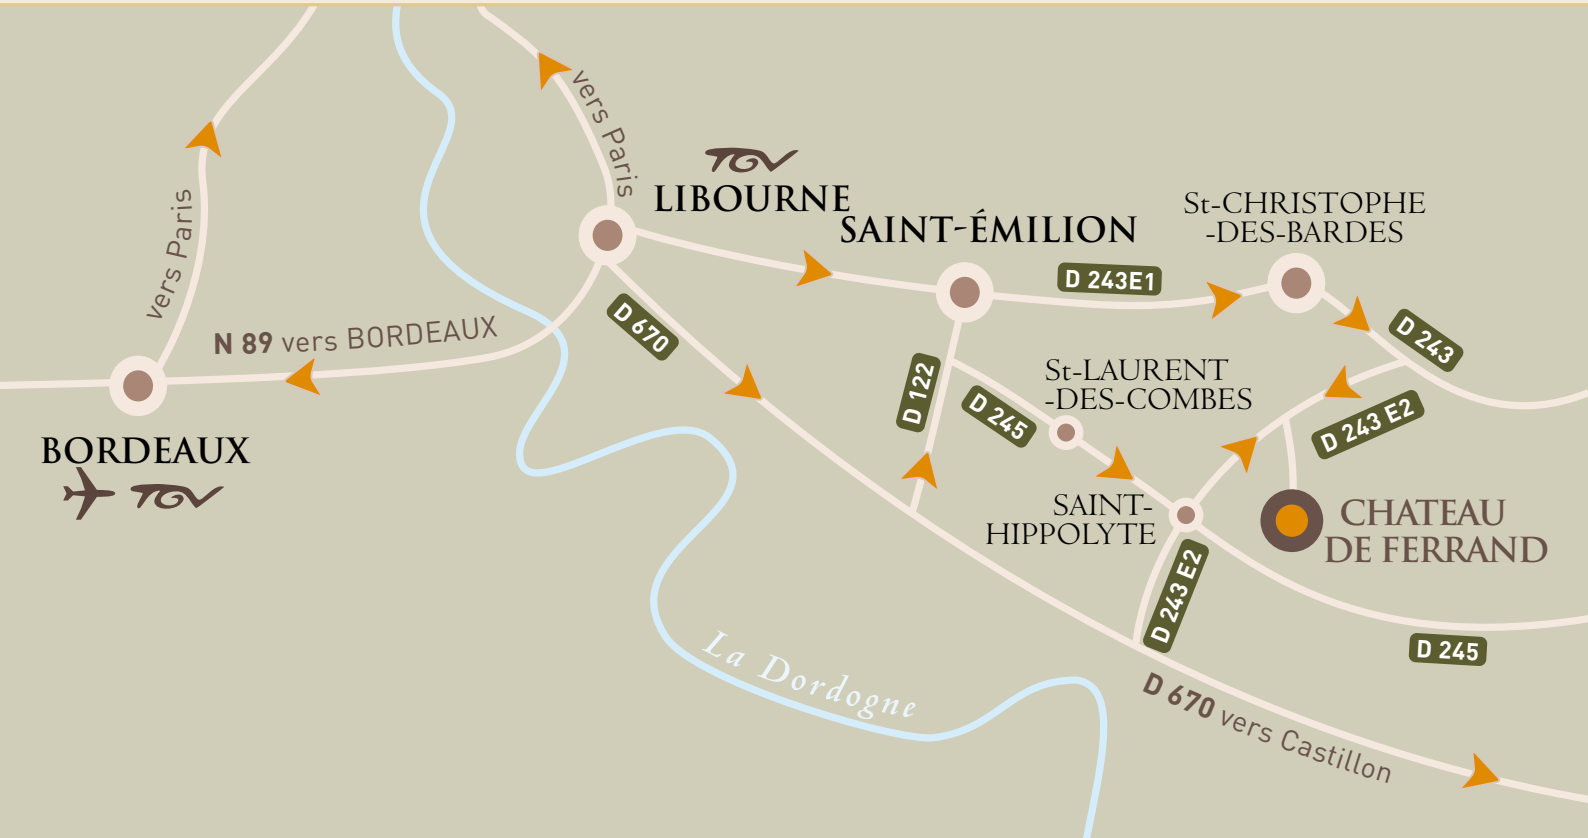 vers Paris
vers Paris
TGV
LIBOURNE
SAINT-ÉMILION
St-CHRISTOPHE
-DES-BARDES
D 243E1
D 243
N 89 vers BORDEAUX
D 670
BORDEAUX
TGV
D 122
D 245
St-LAURENT
-DES-COMBES
D 243 E2
SAINT-
HIPPOLYTE
CHATEAU
DE FERRAND
D 243 E2
D 245
La Dordogne
D 670 vers Castillon